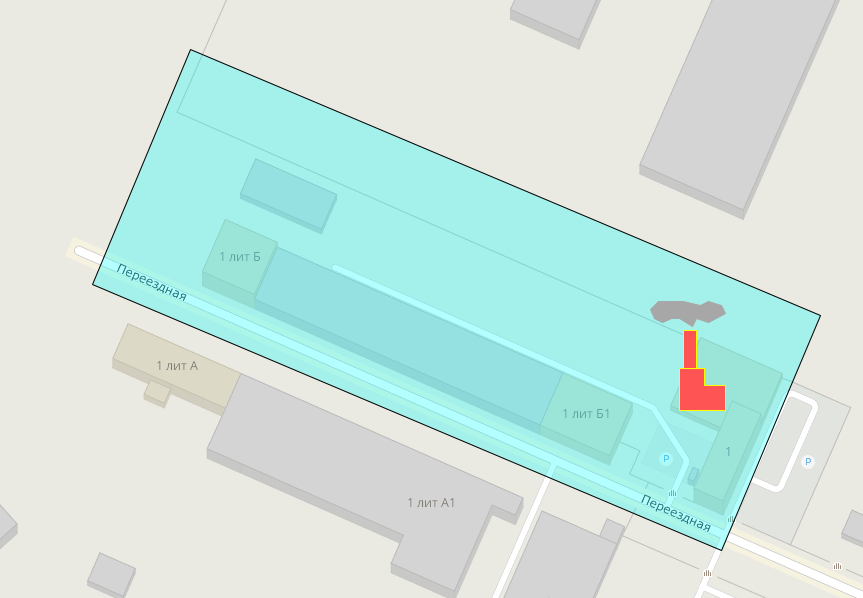 1 лит Б
Переездная
1 лит А
1 лит Б1
1
P
P
1 лит А1
Переездная